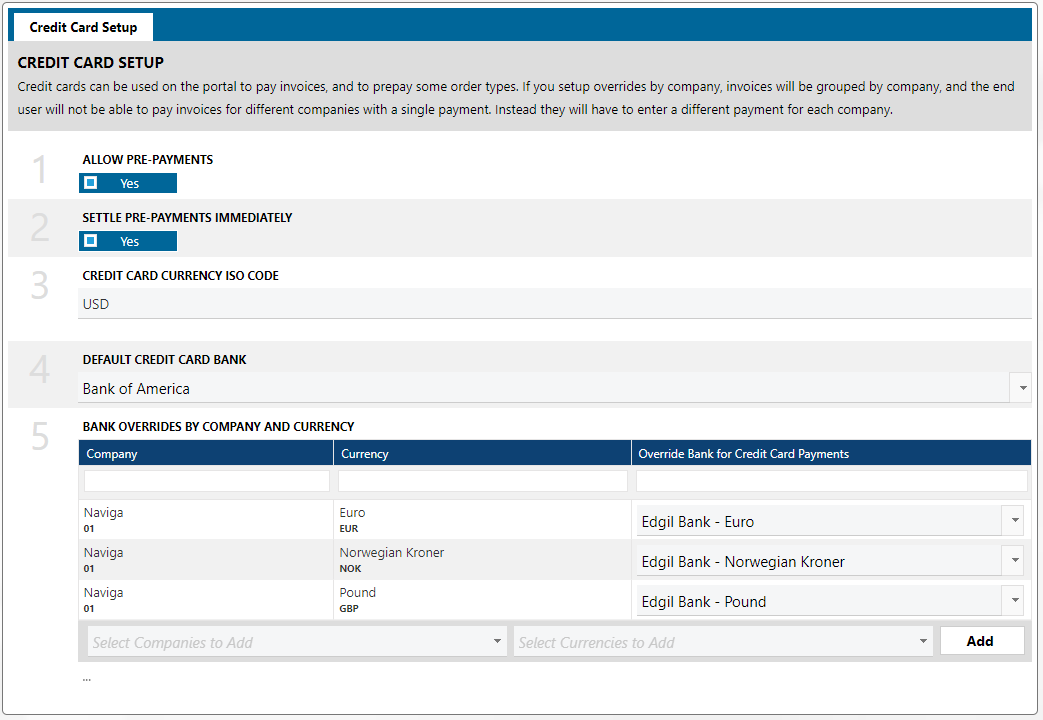 Credit Card Setup
CREDIT CARD SETUP
Credit cards can be used on the portal to pay invoices, and to prepay some order types. If you setup overrides by company, invoices will be grouped by company, and the end
user will not be able to pay invoices for different companies with a single payment. Instead they will have to enter a different payment for each company.
1
ALLOW PRE-PAYMENTS
Yes
2
SETTLE PRE-PAYMENTS IMMEDIATELY
Yes
3
CREDIT CARD CURRENCY ISO CODE
USD
4
DEFAULT CREDIT CARD BANK
Bank of America
5
BANK OVERRIDES BY COMPANY AND CURRENCY
Company Currency Override Bank for Credit Card Payments
Naviga Euro Edgil Bank - Euro
01 EUR
Naviga Norwegian Kroner Edgil Bank - Norwegian Kroner
01 NOK
Naviga Pound Edgil Bank - Pound
01 GBP
Select Companies to Add Select Currencies to Add Add
...